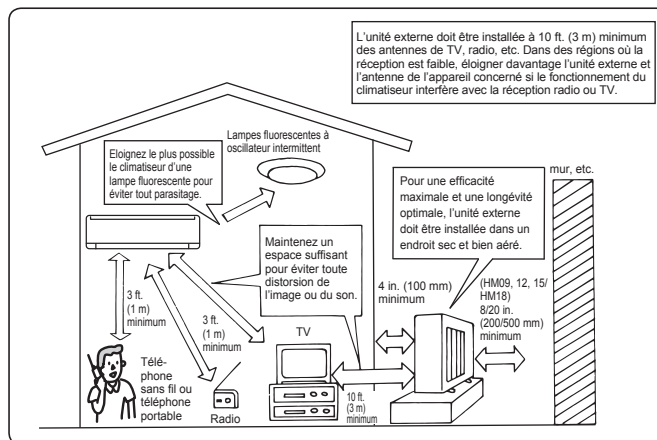 L'unité externe doit être installée à 10 ft. (3 m) minimum
des antennes de TV, radio, etc. Dans des régions où la
réception est faible, éloigner davantage l'unité externe et
l'antenne de l'appareil concerné si le fonctionnement du
climatiseur interfère avec la réception radio ou TV.
Lampes fluorescentes à
oscillateur intermittent
Eloignez le plus possible
le climatiseur d'une
lampe fluorescente pour
éviter tout parasitage.
Pour une efficacité
maximale et une longévité
optimale, l'unité externe
doit être installée dans un
endroit sec et bien aéré.
mur, etc.
Maintenez un
espace suffisant
pour éviter toute
distorsion de
l'image ou du son.
4 in. (100 mm)
minimum
(HM09, 12, 15/
HM18)
8/20 in.
(200/500 mm)
minimum
3 ft.
(1 m)
minimum
3 ft.
(1 m)
minimum
TV
Télé-
phone
sans fil ou
téléphone
portable
Radio
10 ft.
(3 m)
minimum